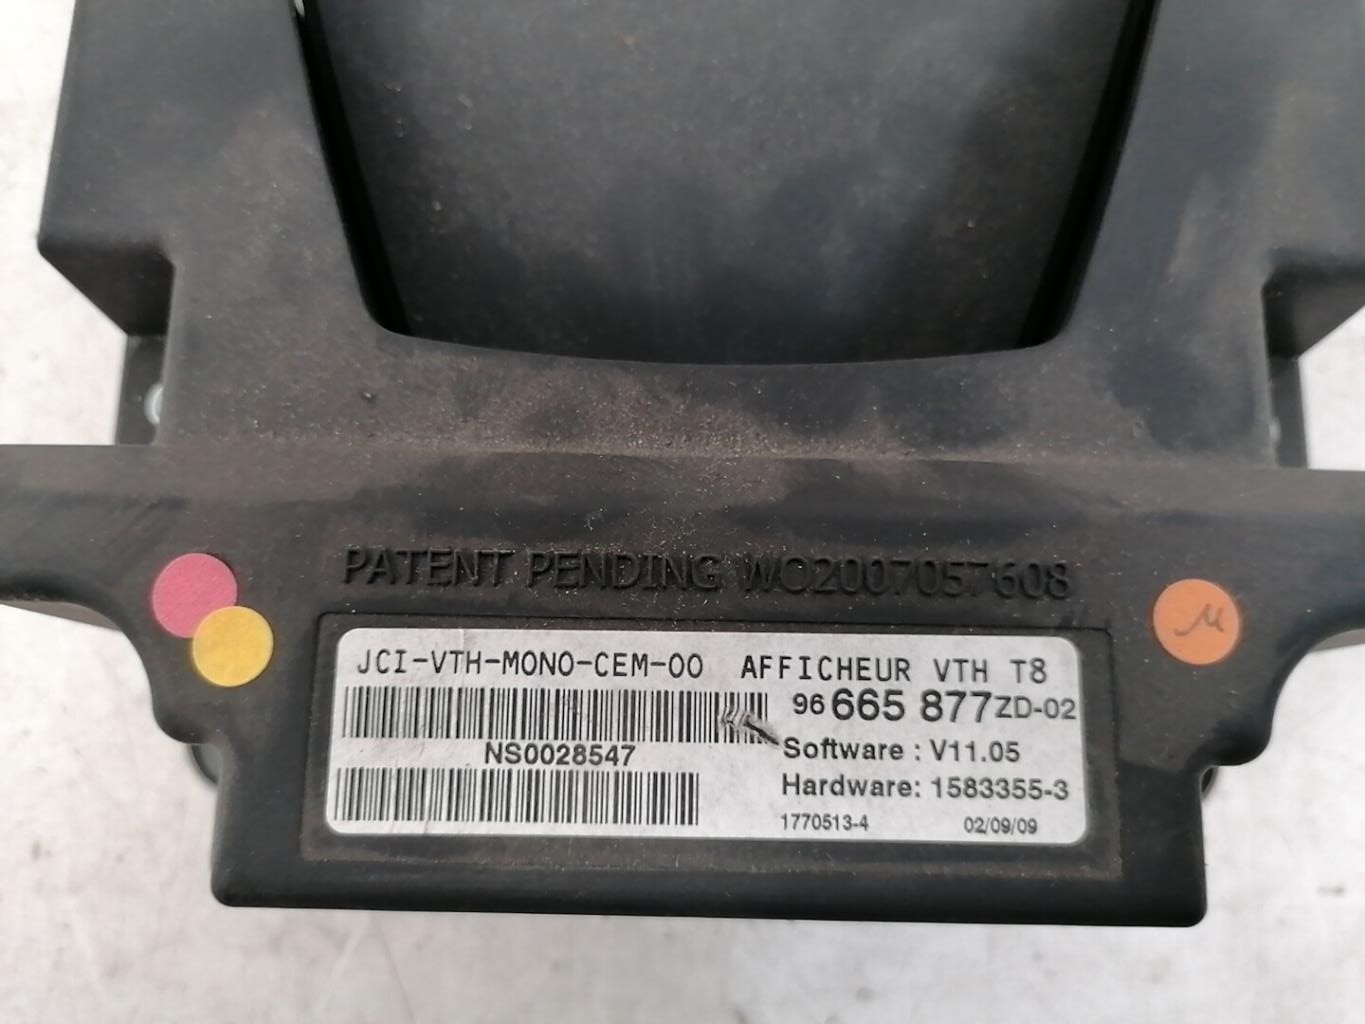 PATENT PENDING WO2007057608
JCI-VTH-MONO-CEM-00 AFFICHEUR VTH T8
96 665 877ZD-02
NS0028547
Software : V11.05
Hardware: 1583355-3
1770513-4 02/09/09